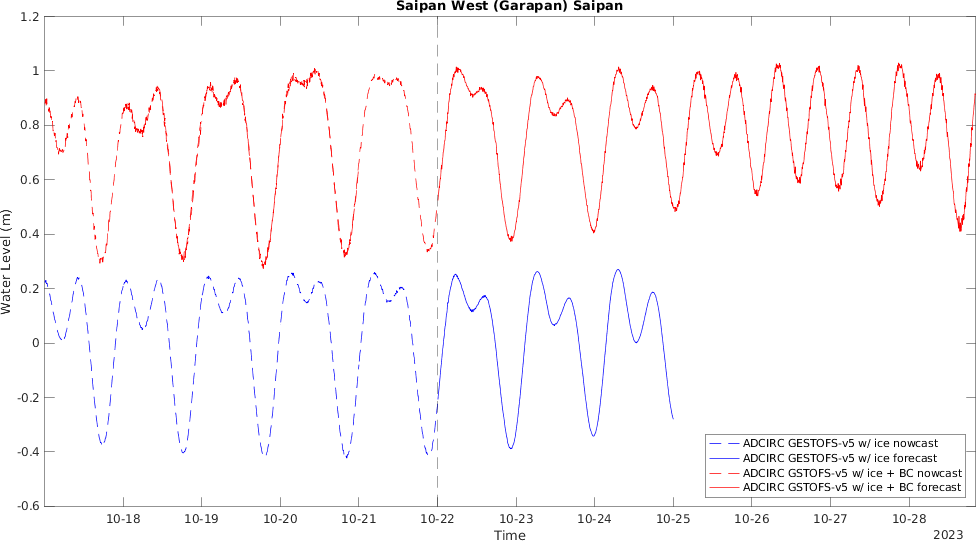 Saipan West (Garapan) Saipan
1.2
1
0.8
0.6
0.4
0.2
0
-0.2
-0.4
-0.6
Water Level (m)
ADCIRC GESTOFS-v5 w/ ice nowcast
ADCIRC GESTOFS-v5 w/ ice forecast
ADCIRC GSTOFS-v5 w/ ice + BC nowcast
ADCIRC GSTOFS-v5 w/ ice + BC forecast
10-18 10-19 10-20 10-21 10-22 10-23 10-24 10-25 10-26 10-27 10-28
Time
2023